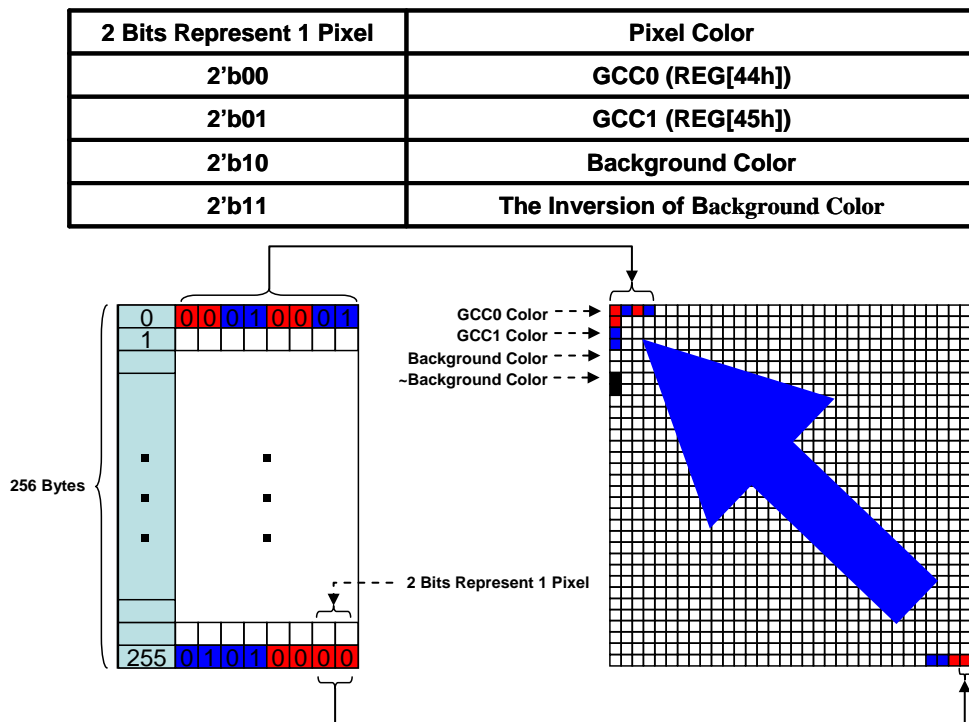 2 Bits Represent 1 Pixel Pixel Color
2’b00 GCC0 (REG[44h])
2’b01 GCC1 (REG[45h])
2’b10 Background Color
2’b11 The Inversion of Background Color
0 0 0 0 1 0 0 0 1
1
GCC0 Color
GCC1 Color
Background Color
~Background Color
256 Bytes
2 Bits Represent 1 Pixel
255 0 1 0 1 0 0 0 0